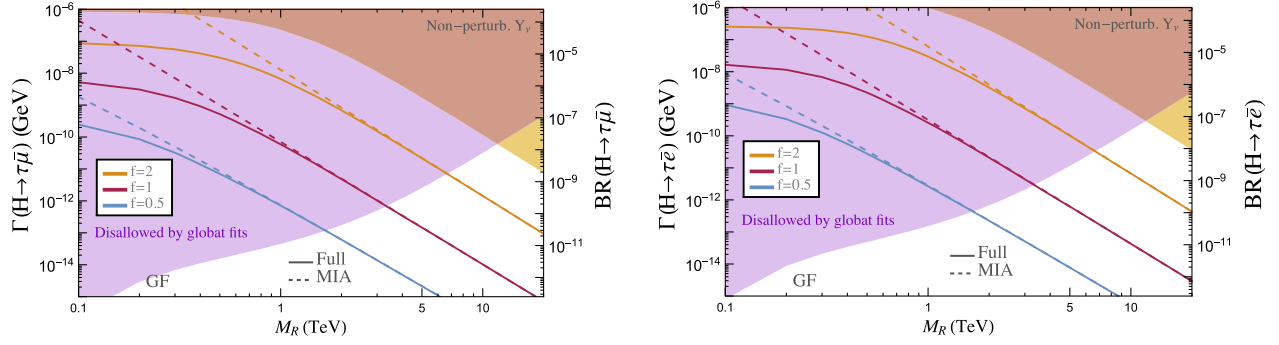 Non-perturb. Yᵥ
f=2
f=1
f=0.5
Disallowed by globat fits
Full
MIA
GF
10⁻⁶
10⁻⁸
10⁻¹⁰
10⁻¹²
10⁻¹⁴
Γ(H→τμ̄) (GeV)
10⁻⁵
10⁻⁷
10⁻⁹
10⁻¹¹
BR(H→τμ̄)
0.1 0.5 1 5 10
M_R (TeV)
Non-perturb. Yᵥ
f=2
f=1
f=0.5
Disallowed by globat fits
Full
MIA
GF
10⁻⁶
10⁻⁸
10⁻¹⁰
10⁻¹²
10⁻¹⁴
Γ(H→τē) (GeV)
10⁻⁵
10⁻⁷
10⁻⁹
10⁻¹¹
BR(H→τē)
0.1 0.5 1 5 10
M_R (TeV)